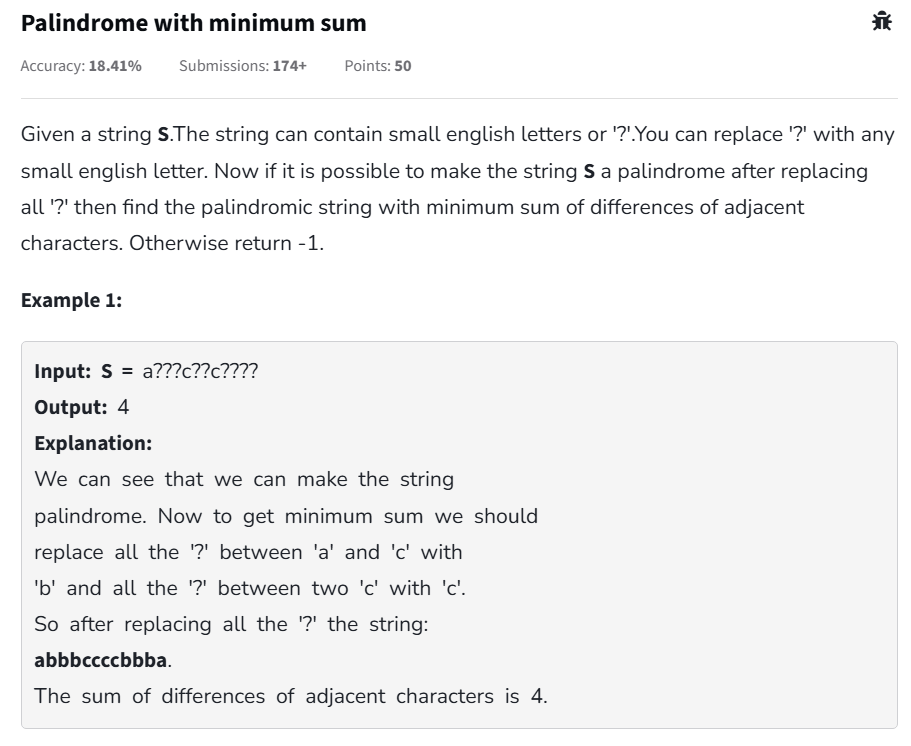 Palindrome with minimum sum
Accuracy: 18.41% Submissions: 174+ Points: 50
Given a string S.The string can contain small english letters or '?'.You can replace '?' with any
small english letter. Now if it is possible to make the string S a palindrome after replacing
all '?' then find the palindromic string with minimum sum of differences of adjacent
characters. Otherwise return -1.
Example 1:
Input: S = a???c??c????
Output: 4
Explanation:
We can see that we can make the string
palindrome. Now to get minimum sum we should
replace all the '?' between 'a' and 'c' with
'b' and all the '?' between two 'c' with 'c'.
So after replacing all the '?' the string:
abbbccccbbba.
The sum of differences of adjacent characters is 4.